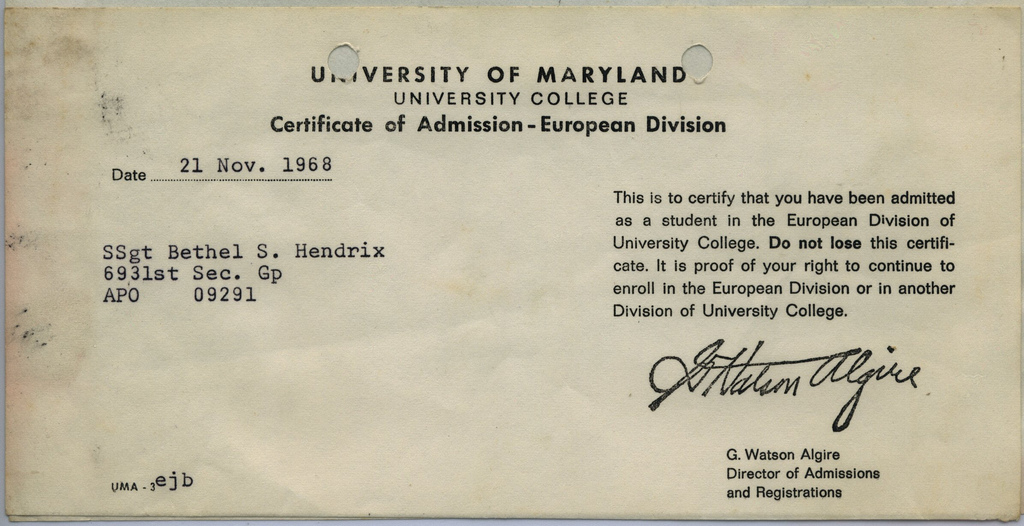 UNIVERSITY OF MARYLAND
UNIVERSITY COLLEGE
Certificate of Admission - European Division
Date 21 Nov. 1968
This is to certify that you have been admitted
as a student in the European Division of
University College. Do not lose this certifi-
cate. It is proof of your right to continue to
enroll in the European Division or in another
Division of University College.
SSgt Bethel S. Hendrix
6931st Sec. Gp
APO 09291
G Watson Algire
G. Watson Algire
Director of Admissions
and Registrations
UMA - 3 ejb